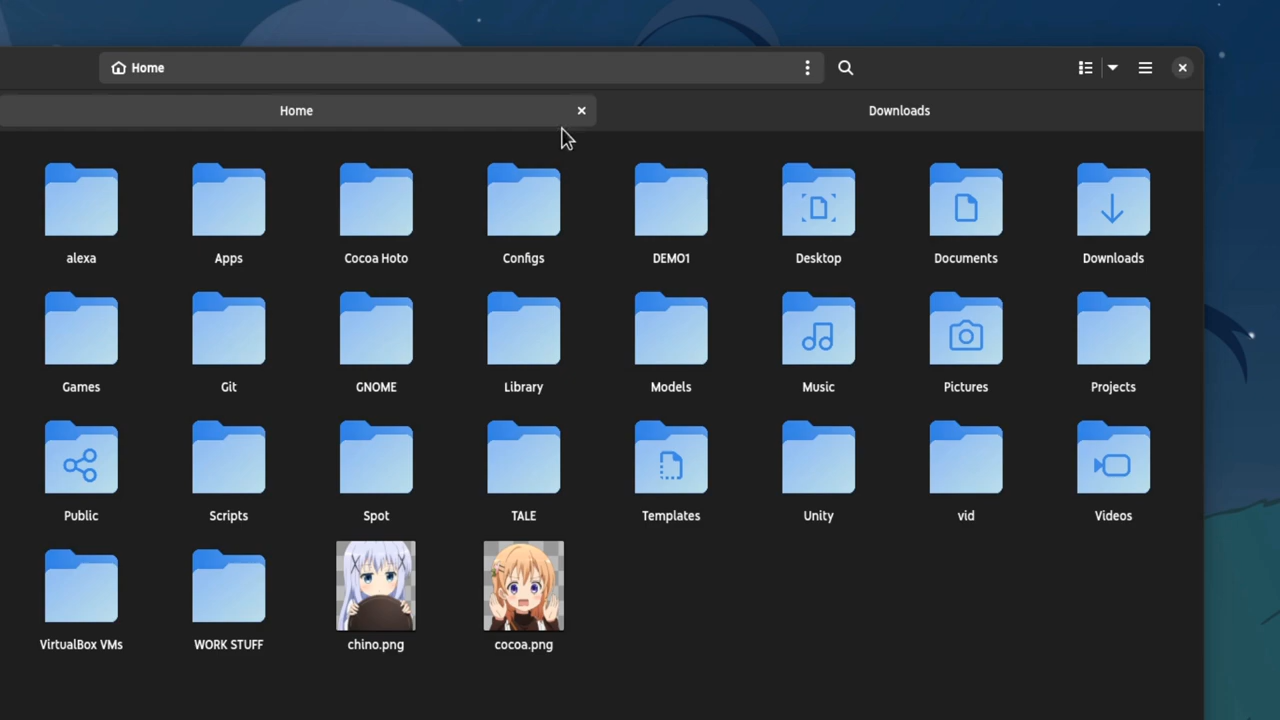 Home
Home
Downloads
alexa
Apps
Cocoa Hoto
Configs
DEMO1
Desktop
Documents
Downloads
Games
Git
GNOME
Library
Models
Music
Pictures
Projects
Public
Scripts
Spot
TALE
Templates
Unity
vid
Videos
VirtualBox VMs
WORK STUFF
chino.png
cocoa.png